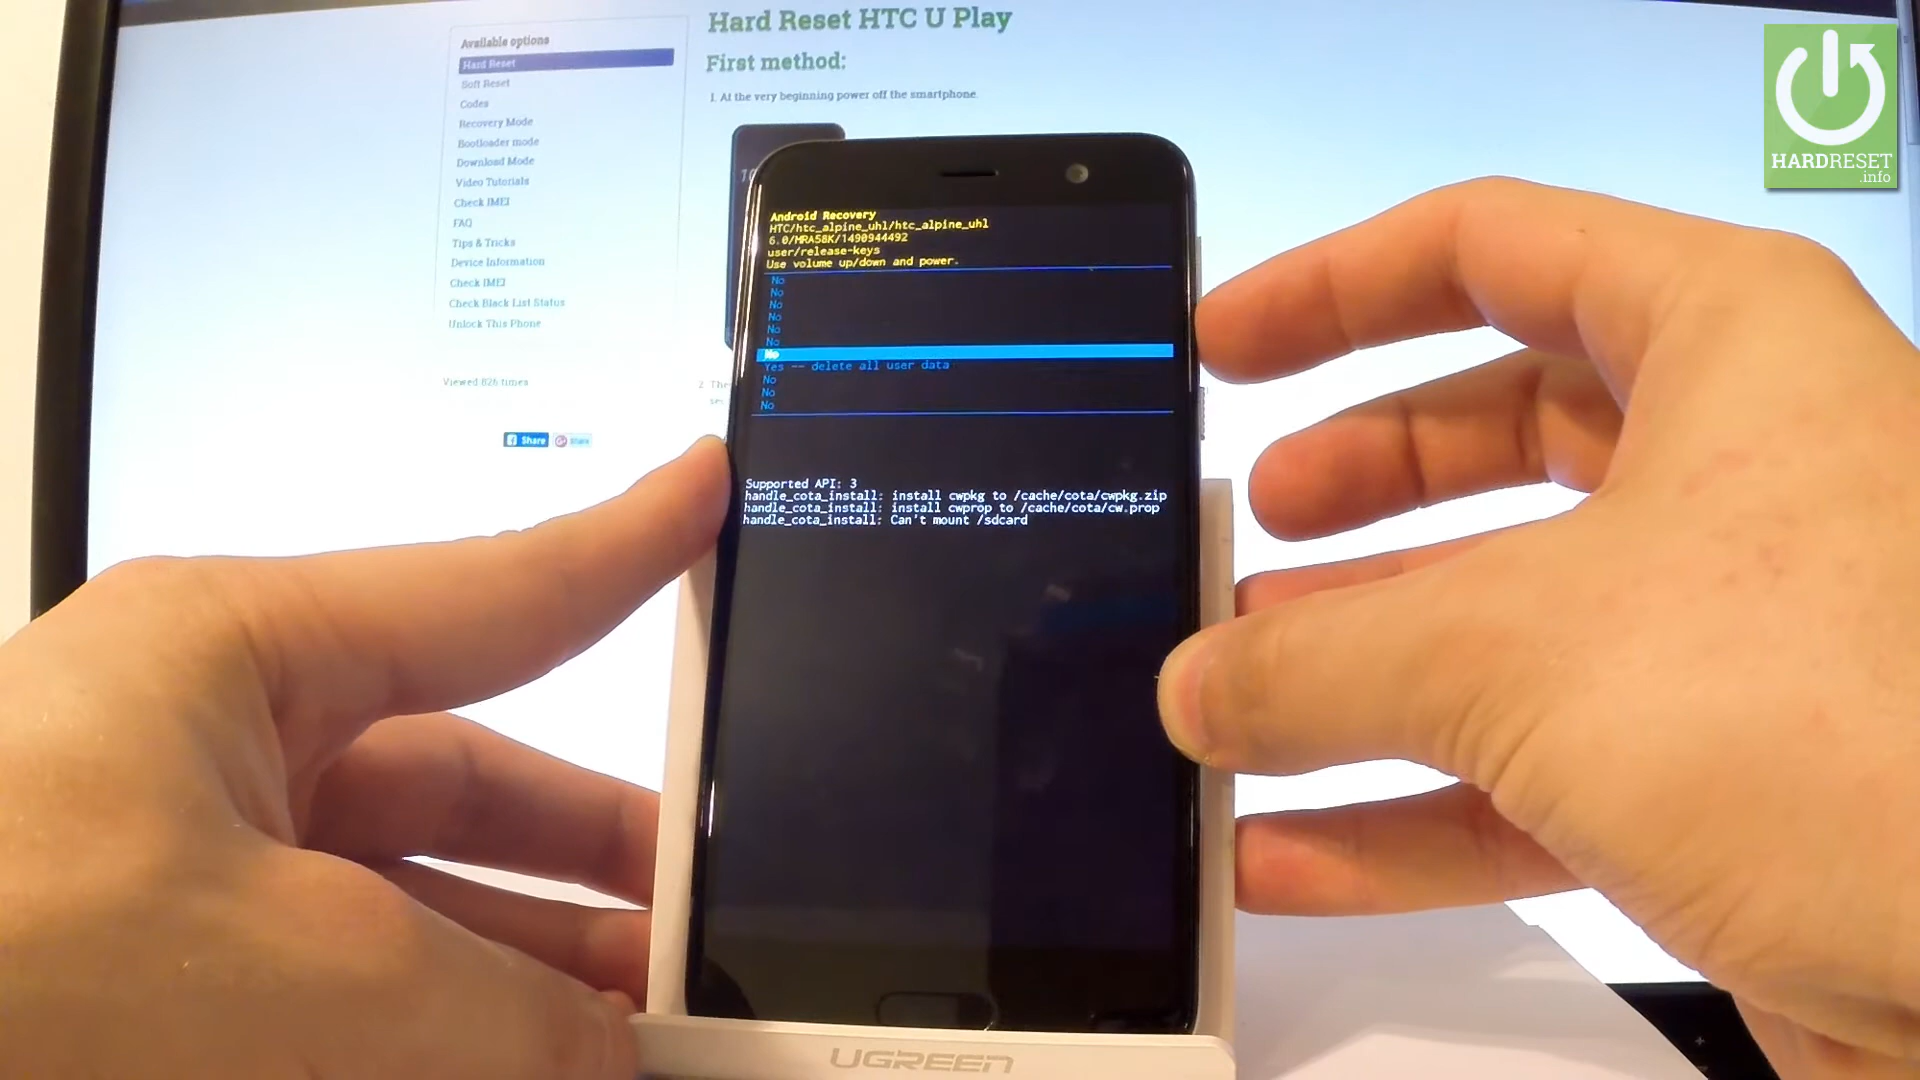 Hard Reset HTC U Play
First method:
1. At the very beginning power off the smartphone.
Available options
Hard Reset
Soft Reset
Codes
Recovery Mode
Bootloader mode
Download Mode
Video Tutorials
Check IMEI
FAQ
Tips & Tricks
Device Information
Check IMEI
Check Black List Status
Unlock This Phone
Viewed 826 times
Share
Share
HARDRESET
.info
Android Recovery
HTC/htc_alpine_uhl/htc_alpine_uhl
6.0/MRA58K/1490944492
user/release-keys
Use volume up/down and power.
No
No
No
No
No
No
No
Yes -- delete all user data
No
No
No
Supported API: 3
handle_cota_install: install cwpkg to /cache/cota/cwpkg.zip
handle_cota_install: install cwprop to /cache/cota/cw.prop
handle_cota_install: Can't mount /sdcard
UGREEN